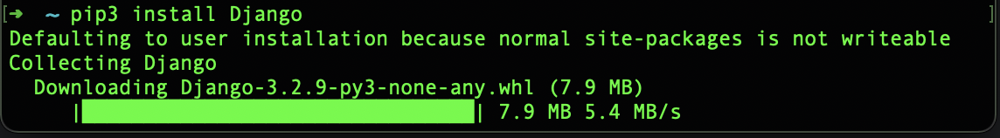 [➜  ~ pip3 install Django ]
Defaulting to user installation because normal site-packages is not writeable
Collecting Django
  Downloading Django-3.2.9-py3-none-any.whl (7.9 MB)
     |████████████████████████████████| 7.9 MB 5.4 MB/s